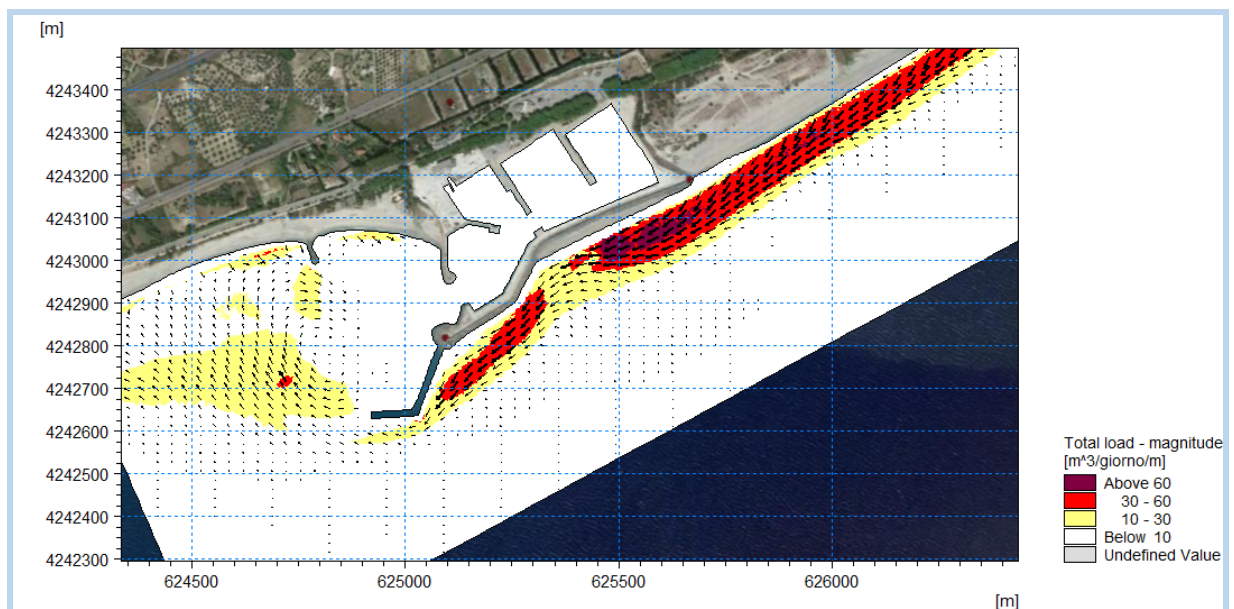 [m]
4243400
4243300
4243200
4243100
4243000
4242900
4242800
4242700
4242600
4242500
4242400
4242300
624500 625000 625500 626000
[m]
Total load - magnitude
[m^3/giorno/m]
Above 60
30 - 60
10 - 30
Below 10
Undefined Value